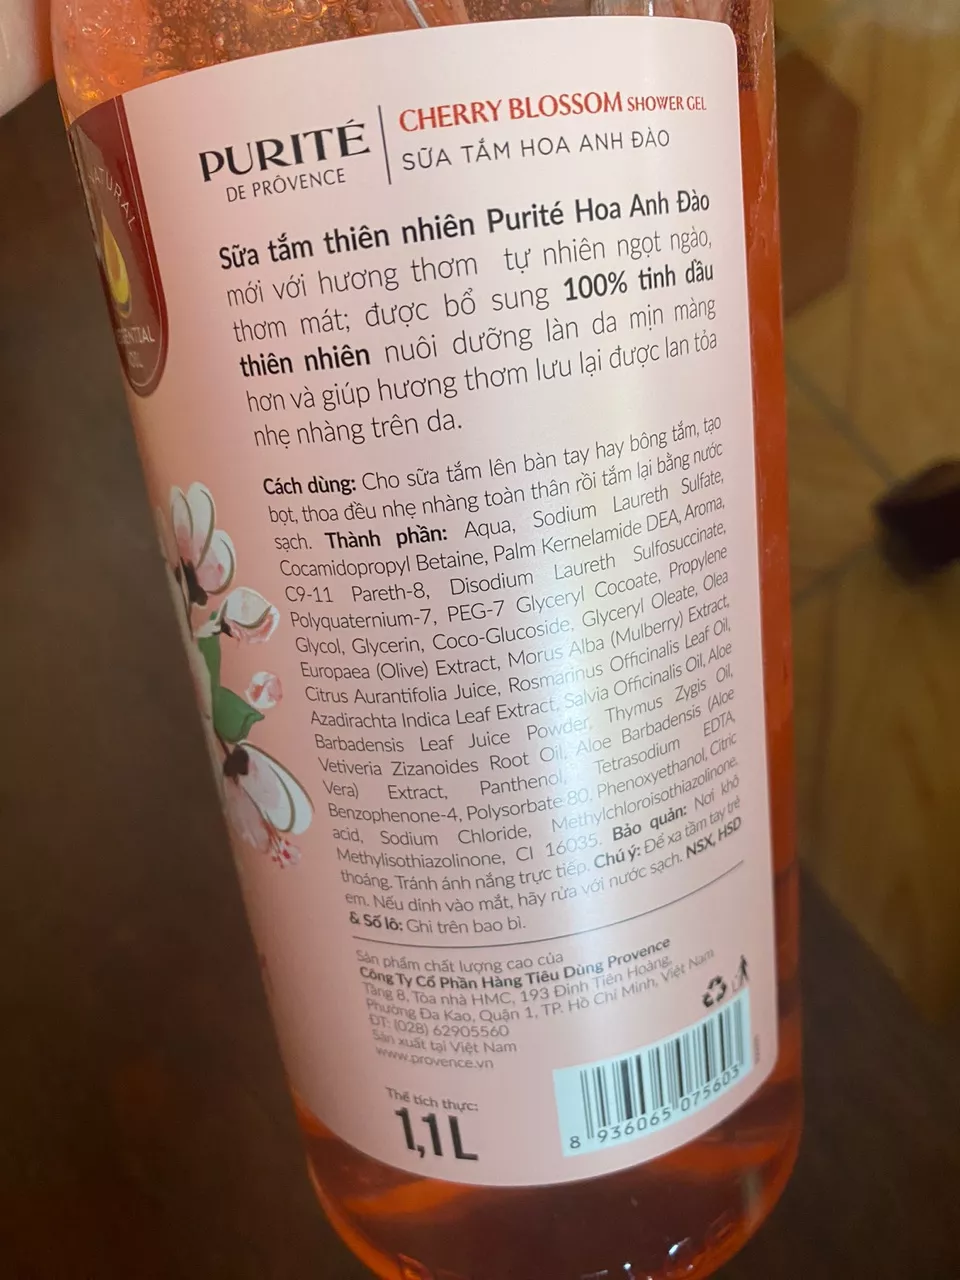 NATURAL
ESSENTIAL
OIL
PURITÉ
DE PRÔVENCE
CHERRY BLOSSOM SHOWER GEL
SỮA TẮM HOA ANH ĐÀO
Sữa tắm thiên nhiên Purité Hoa Anh Đào
mới với hương thơm tự nhiên ngọt ngào,
thơm mát; được bổ sung 100% tinh dầu
thiên nhiên nuôi dưỡng làn da mịn màng
hơn và giúp hương thơm lưu lại được lan tỏa
nhẹ nhàng trên da.
Cách dùng: Cho sữa tắm lên bàn tay hay bông tắm, tạo
bọt, thoa đều nhẹ nhàng toàn thân rồi tắm lại bằng nước
sạch. Thành phần: Aqua, Sodium Laureth Sulfate,
Cocamidopropyl Betaine, Palm Kernelamide DEA, Aroma,
C9-11 Pareth-8, Disodium Laureth Sulfosuccinate,
Polyquaternium-7, PEG-7 Glyceryl Cocoate, Propylene
Glycol, Glycerin, Coco-Glucoside, Glyceryl Oleate, Olea
Europaea (Olive) Extract, Morus Alba (Mulberry) Extract,
Citrus Aurantifolia Juice, Rosmarinus Officinalis Leaf Oil,
Azadirachta Indica Leaf Extract, Salvia Officinalis Oil, Aloe
Barbadensis Leaf Juice Powder, Thymus Zygis Oil,
Vetiveria Zizanoides Root Oil, Aloe Barbadensis (Aloe
Vera) Extract, Panthenol, Tetrasodium EDTA,
Benzophenone-4, Polysorbate 80, Phenoxyethanol, Citric
acid, Sodium Chloride, Methylchloroisothiazolinone,
Methylisothiazolinone, CI 16035. Bảo quản: Nơi khô
thoáng. Tránh ánh nắng trực tiếp. Chú ý: Để xa tầm tay trẻ
em. Nếu dính vào mắt, hãy rửa với nước sạch. NSX, HSD
& Số lô: Ghi trên bao bì.
Sản phẩm chất lượng cao của
Công Ty Cổ Phần Hàng Tiêu Dùng Provence
Tầng 8, Tòa nhà HMC, 193 Đinh Tiên Hoàng,
Phường Đa Kao, Quận 1, TP. Hồ Chí Minh, Việt Nam
ĐT: (028) 62905560
Sản xuất tại Việt Nam
www.provence.vn
Thể tích thực:
1,1L
8 936065 075603